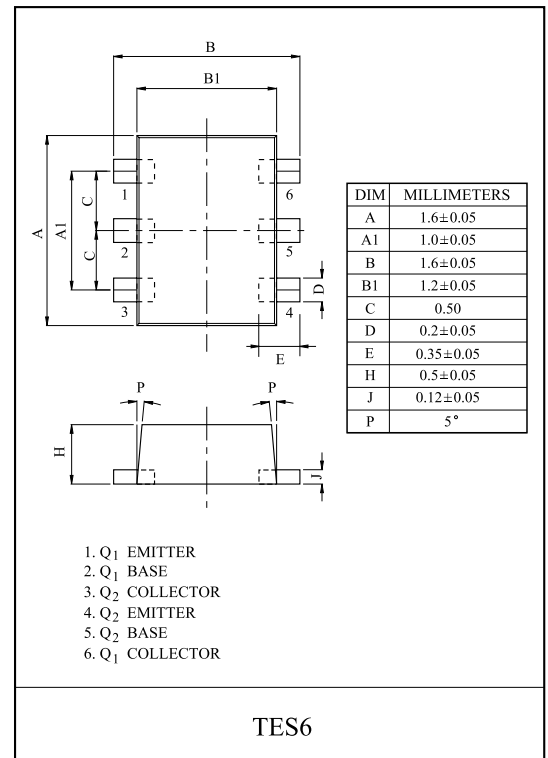 B
B1
1
2
3
6
5
4
A
A1
C
C
D
E
P
P
H
J
DIM MILLIMETERS
A 1.6±0.05
A1 1.0±0.05
B 1.6±0.05
B1 1.2±0.05
C 0.50
D 0.2±0.05
E 0.35±0.05
H 0.5±0.05
J 0.12±0.05
P 5°
1. Q1 EMITTER
2. Q1 BASE
3. Q2 COLLECTOR
4. Q2 EMITTER
5. Q2 BASE
6. Q1 COLLECTOR
TES6